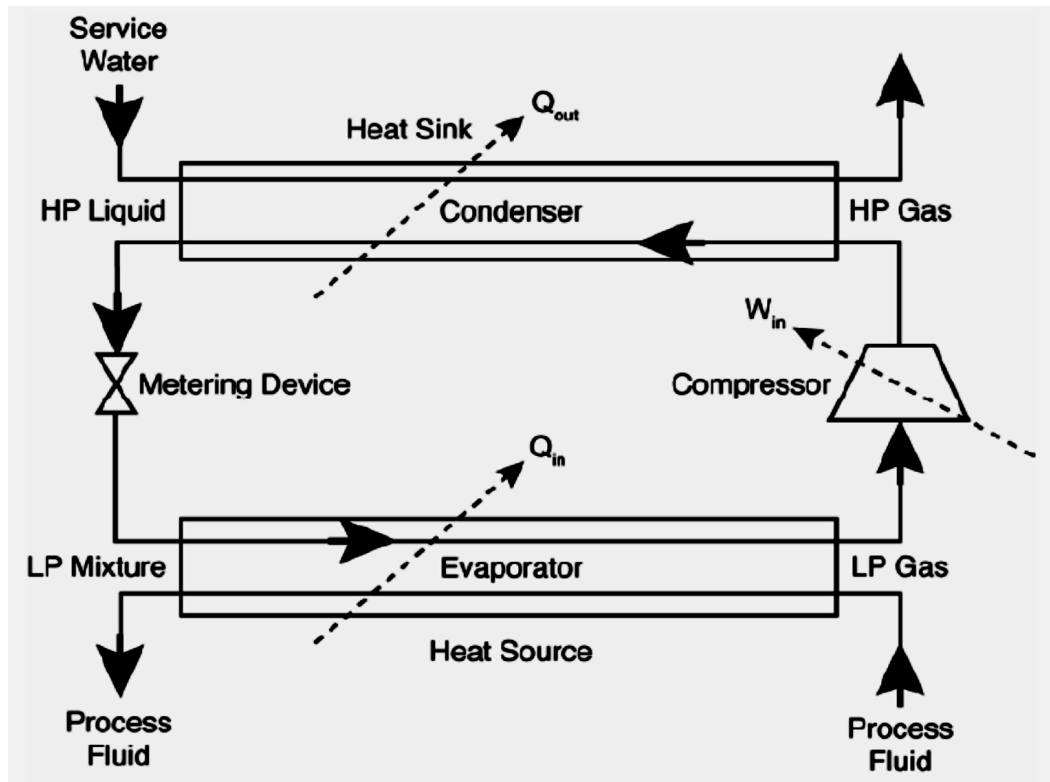 Service
Water
Heat Sink
Qout
HP Liquid
Condenser
HP Gas
Win
Metering Device
Compressor
Qin
LP Mixture
Evaporator
LP Gas
Heat Source
Process
Fluid
Process
Fluid